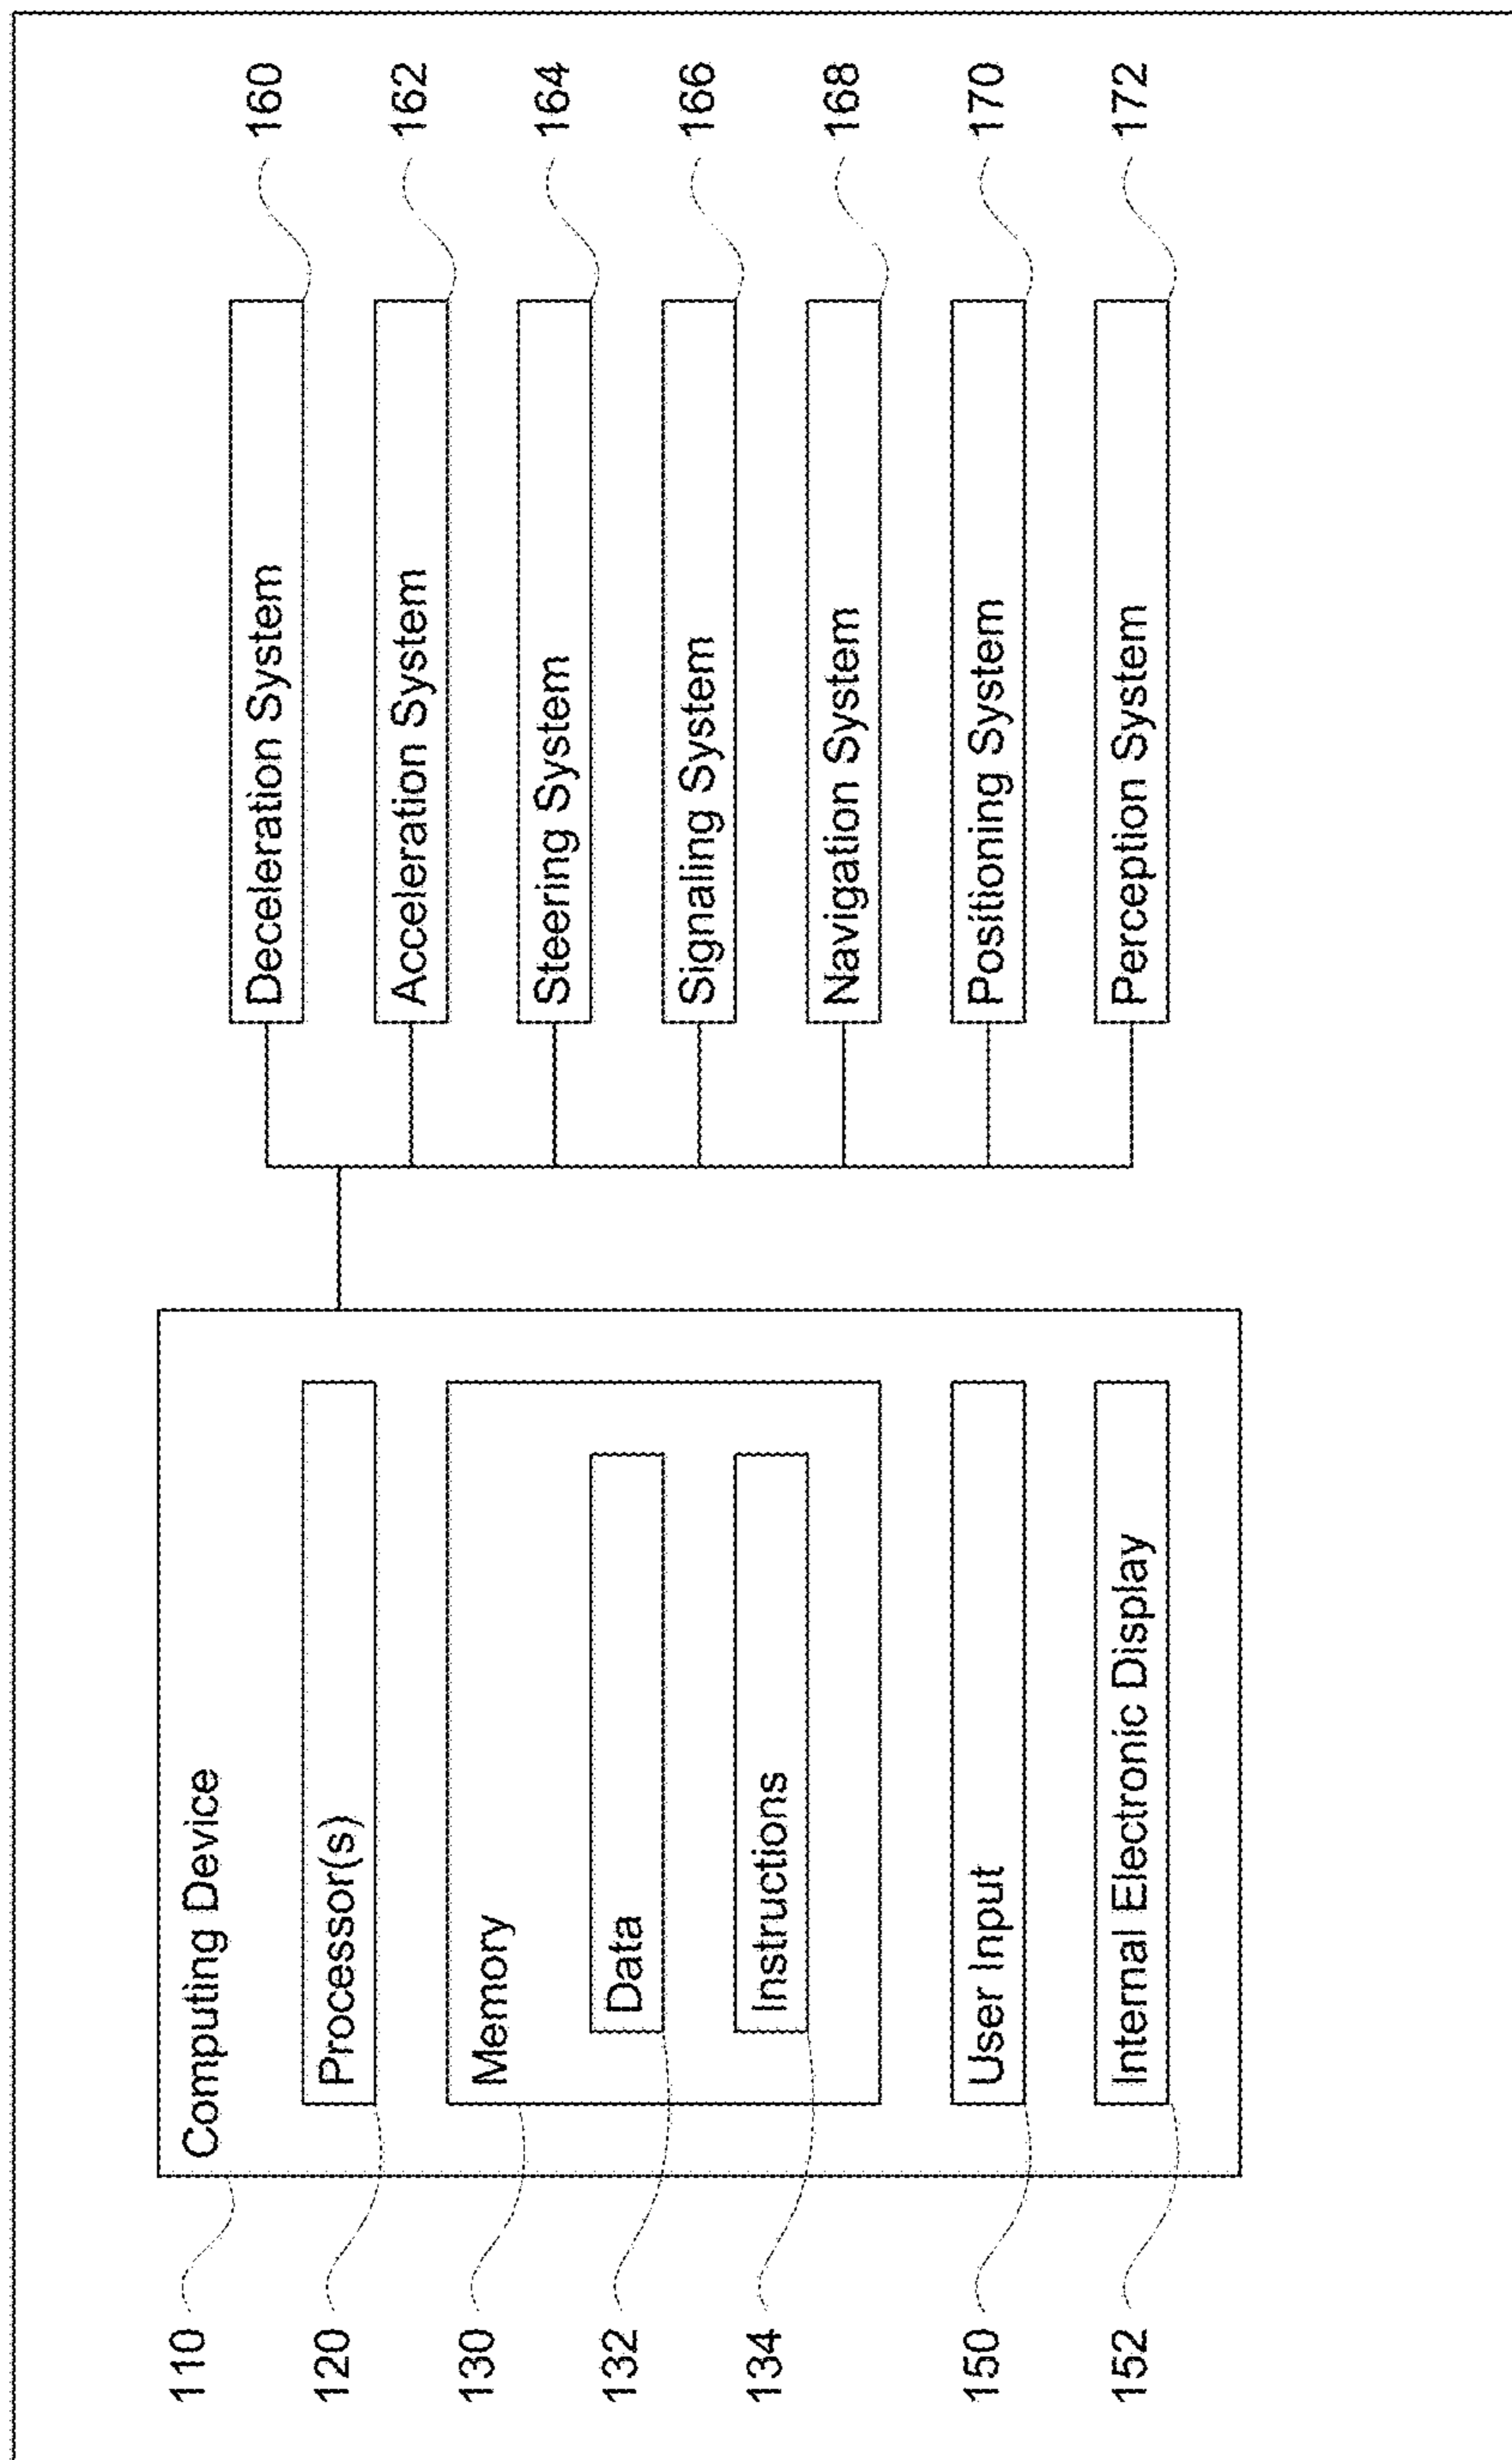 110
Computing Device
120
Processor(s)
130
Memory
132
Data
134
Instructions
150
User Input
152
Internal Electronic Display
Deceleration System
160
Acceleration System
162
Steering System
164
Signaling System
166
Navigation System
168
Positioning System
170
Perception System
172